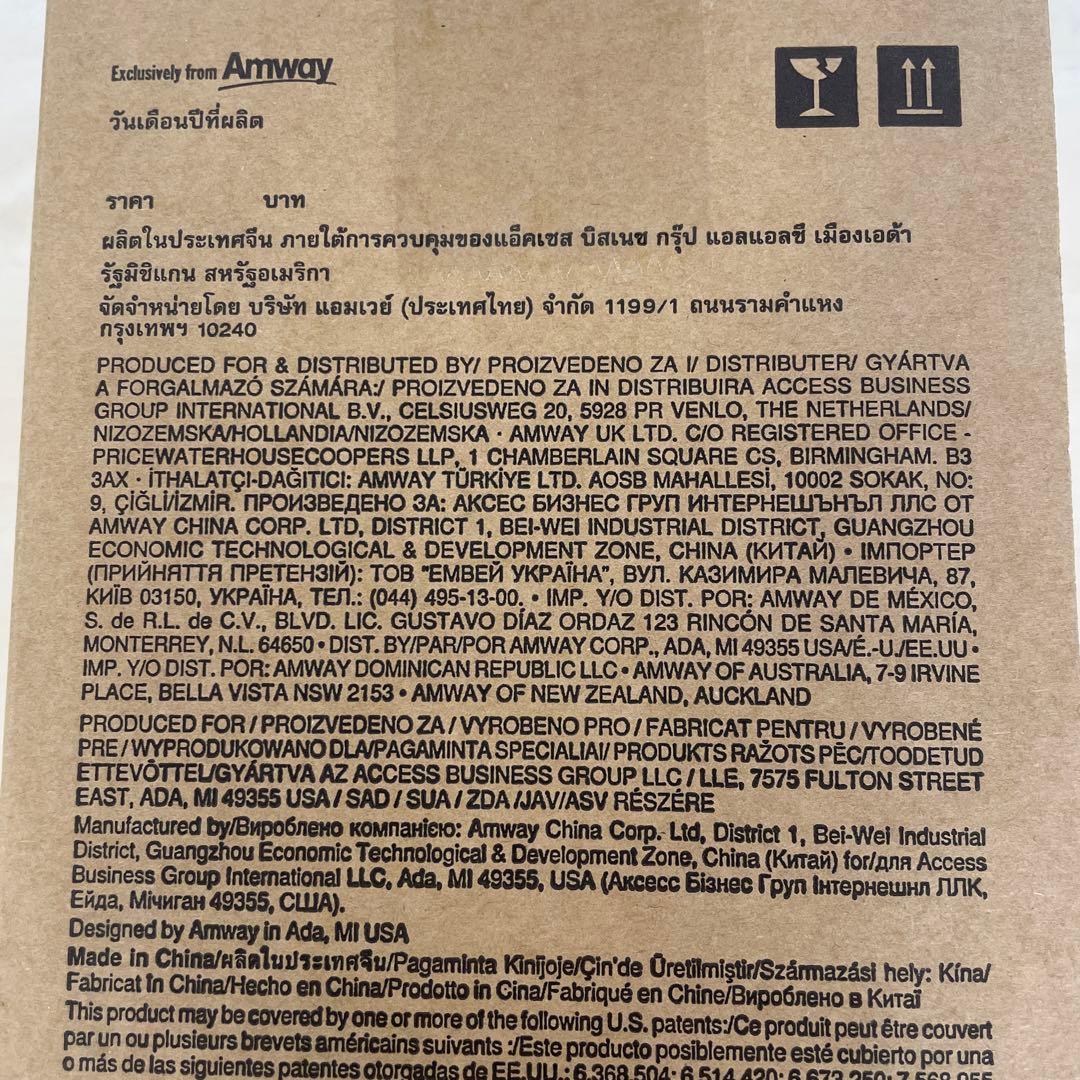 Exclusively from Amway
วันเดือนปีที่ผลิต
ราคา บาท
ผลิตในประเทศจีน ภายใต้การควบคุมของแอ็คเซส บิสเนซ กรุ๊ป แอลแอลซี เมืองเอด้า
รัฐมิชิแกน สหรัฐอเมริกา
จัดจำหน่ายโดย บริษัท แอมเวย์ (ประเทศไทย) จำกัด 1199/1 ถนนรามคำแหง
กรุงเทพฯ 10240
PRODUCED FOR & DISTRIBUTED BY/ PROIZVEDENO ZA I/ DISTRIBUTER/ GYÁRTVA
A FORGALMAZÓ SZÁMÁRA:/ PROIZVEDENO ZA IN DISTRIBUIRA ACCESS BUSINESS
GROUP INTERNATIONAL B.V., CELSIUSWEG 20, 5928 PR VENLO, THE NETHERLANDS/
NIZOZEMSKA/HOLLANDIA/NIZOZEMSKA · AMWAY UK LTD. C/O REGISTERED OFFICE -
PRICEWATERHOUSECOOPERS LLP, 1 CHAMBERLAIN SQUARE CS, BIRMINGHAM. B3
3AX · İTHALATÇI-DAĞITICI: AMWAY TÜRKİYE LTD. AOSB MAHALLESİ, 10002 SOKAK, NO:
9, ÇİĞLİ/İZMİR. ПРОИЗВЕДЕНО ЗА: АКСЕС БИЗНЕС ГРУП ИНТЕРНЕШЪНЪЛ ЛЛС ОТ
AMWAY CHINA CORP. LTD, DISTRICT 1, BEI-WEI INDUSTRIAL DISTRICT, GUANGZHOU
ECONOMIC TECHNOLOGICAL & DEVELOPMENT ZONE, CHINA (КИТАЙ) • ІМПОРТЕР
(ПРИЙНЯТТЯ ПРЕТЕНЗІЙ): ТОВ "ЕМВЕЙ УКРАЇНА", ВУЛ. КАЗИМИРА МАЛЕВИЧА, 87,
КИЇВ 03150, УКРАЇНА, ТЕЛ.: (044) 495-13-00. • IMP. Y/O DIST. POR: AMWAY DE MÉXICO,
S. de R.L. de C.V., BLVD. LIC. GUSTAVO DÍAZ ORDAZ 123 RINCÓN DE SANTA MARÍA,
MONTERREY, N.L. 64650 • DIST. BY/PAR/POR AMWAY CORP., ADA, MI 49355 USA/É.-U./EE.UU •
IMP. Y/O DIST. POR: AMWAY DOMINICAN REPUBLIC LLC • AMWAY OF AUSTRALIA, 7-9 IRVINE
PLACE, BELLA VISTA NSW 2153 • AMWAY OF NEW ZEALAND, AUCKLAND
PRODUCED FOR / PROIZVEDENO ZA / VYROBENO PRO / FABRICAT PENTRU / VYROBENÉ
PRE / WYPRODUKOWANO DLA/PAGAMINTA SPECIALIAI/ PRODUKTS RAŽOTS PĒC/TOODETUD
ETTEVÕTTEL/GYÁRTVA AZ ACCESS BUSINESS GROUP LLC / LLE, 7575 FULTON STREET
EAST, ADA, MI 49355 USA / SAD / SUA / ZDA /JAV/ASV RÉSZÉRE
Manufactured by/Вироблено компанією: Amway China Corp. Ltd, District 1, Bei-Wei Industrial
District, Guangzhou Economic Technological & Development Zone, China (Китай) for/для Access
Business Group International LLC, Ada, MI 49355, USA (Аксесс Бізнес Груп Інтернешнл ЛЛК,
Ейда, Мічиган 49355, США).
Designed by Amway in Ada, MI USA
Made in China/ผลิตในประเทศจีน/Pagaminta Kinijoje/Çin'de Üretilmiştir/Származási hely: Kína/
Fabricat în China/Hecho en China/Prodotto in Cina/Fabriqué en Chine/Вироблено в Китаї
This product may be covered by one or more of the following U.S. patents:/Ce produit peut être couvert
par un ou plusieurs brevets américains suivants :/Este producto posiblemente esté cubierto por una
o más de las siguientes patentes otorgadas de EE.UU.: 6,368,504; 6,514,420; 6,673,250; 7,568,955